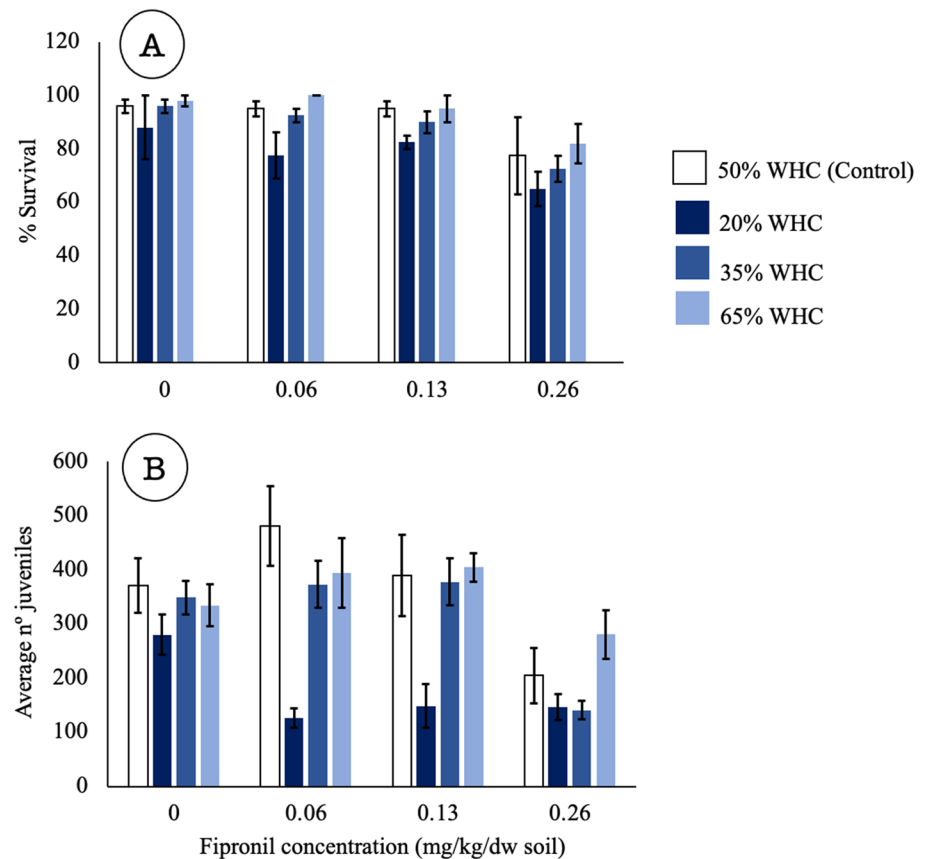 A
120
100
80
60
40
20
0
% Survival
0 0.06 0.13 0.26
50% WHC (Control)
20% WHC
35% WHC
65% WHC
B
600
500
400
300
200
100
0
Average nº juveniles
0 0.06 0.13 0.26
Fipronil concentration (mg/kg/dw soil)